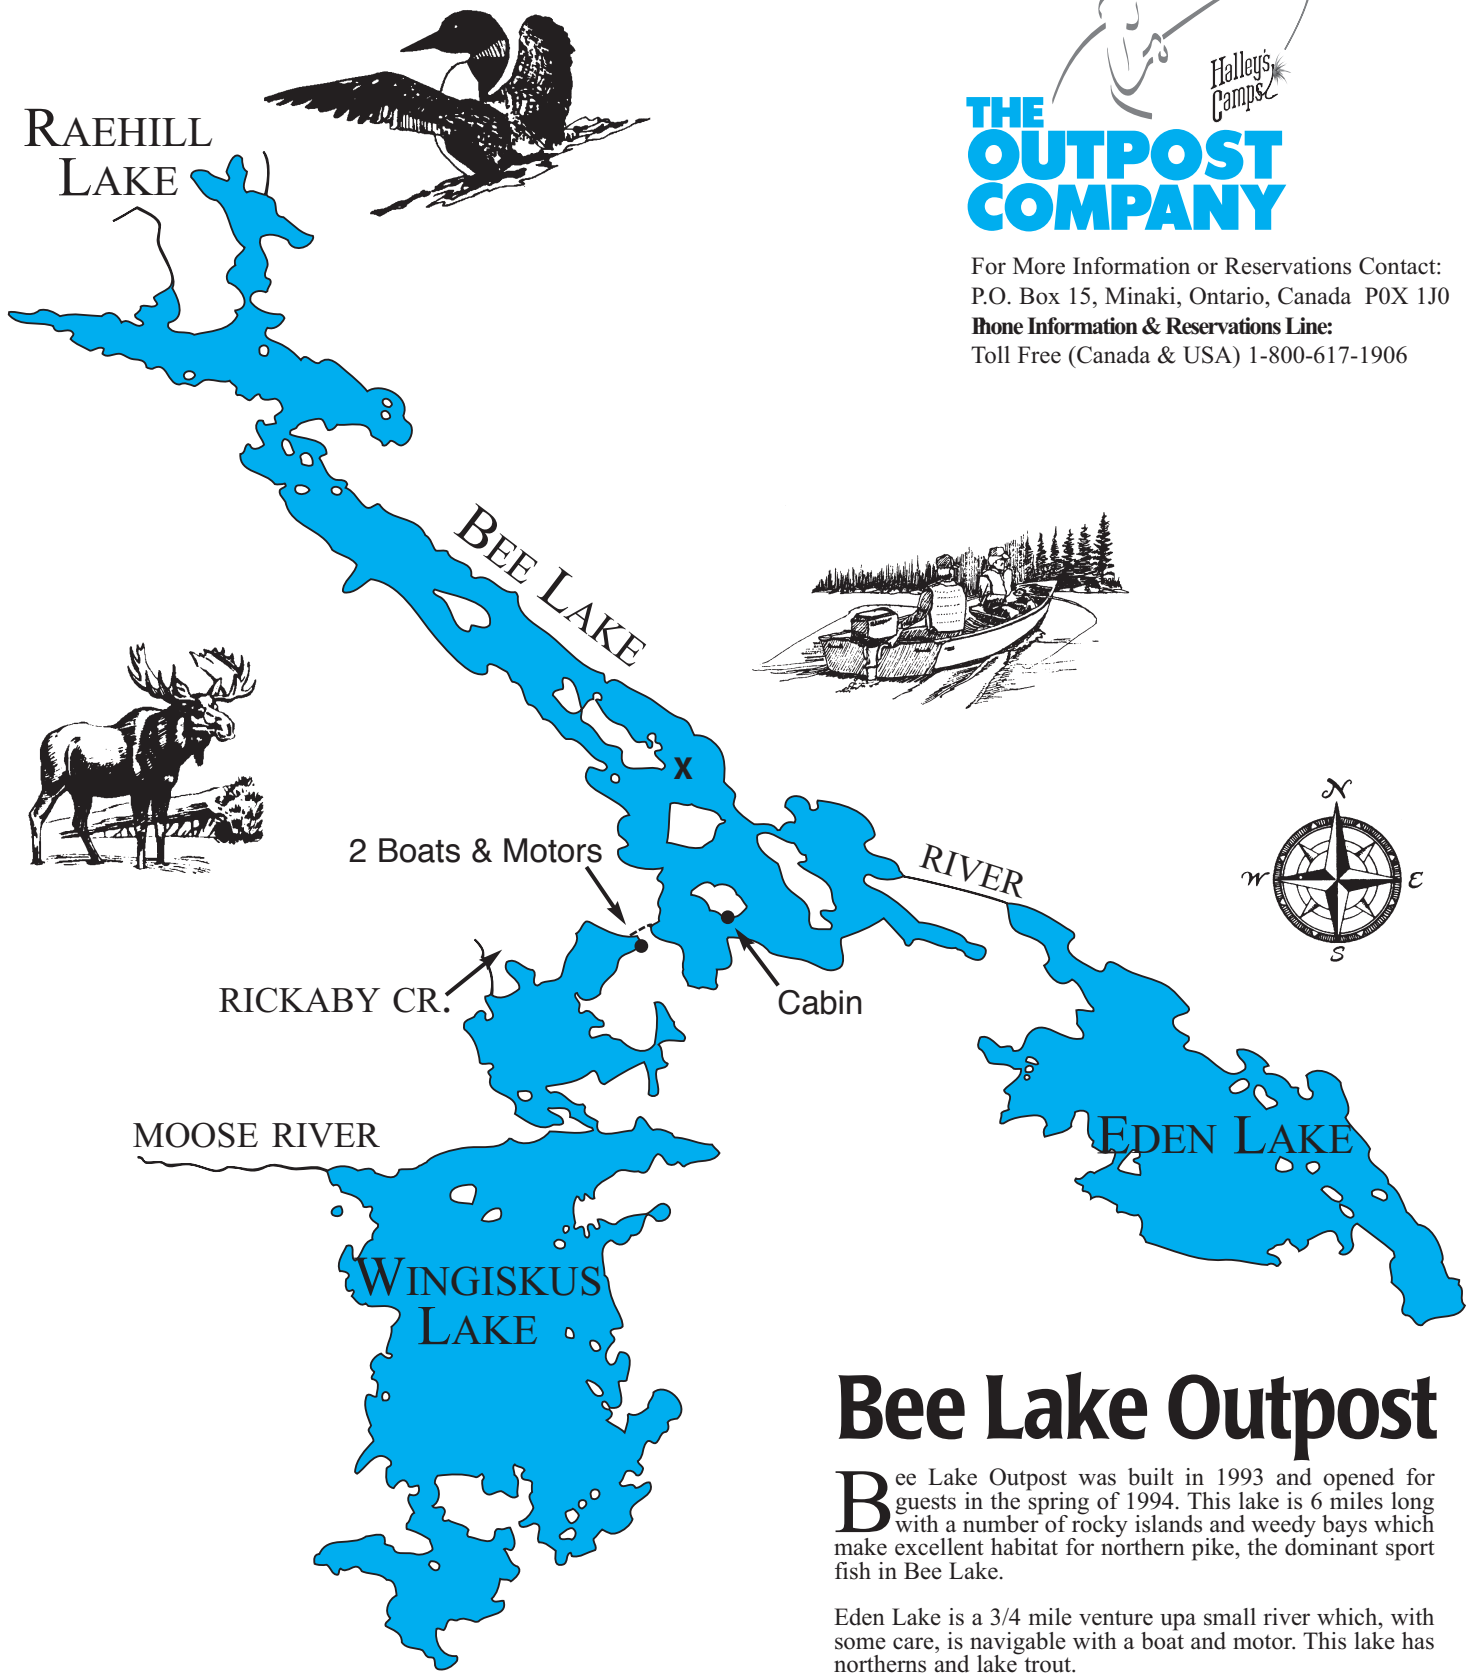 Halley's
Camps
THE
OUTPOST
COMPANY
For More Information or Reservations Contact:
P.O. Box 15, Minaki, Ontario, Canada P0X 1J0
Phone Information & Reservations Line:
Toll Free (Canada & USA) 1-800-617-1906
RAEHILL
LAKE
BEE LAKE
X
2 Boats & Motors
RIVER
N
W
E
S
RICKABY CR.
Cabin
MOOSE RIVER
EDEN LAKE
WINGISKUS
LAKE
Bee Lake Outpost
Bee Lake Outpost was built in 1993 and opened for
guests in the spring of 1994. This lake is 6 miles long
with a number of rocky islands and weedy bays which
make excellent habitat for northern pike, the dominant sport
fish in Bee Lake.
Eden Lake is a 3/4 mile venture upa small river which, with
some care, is navigable with a boat and motor. This lake has
northerns and lake trout.